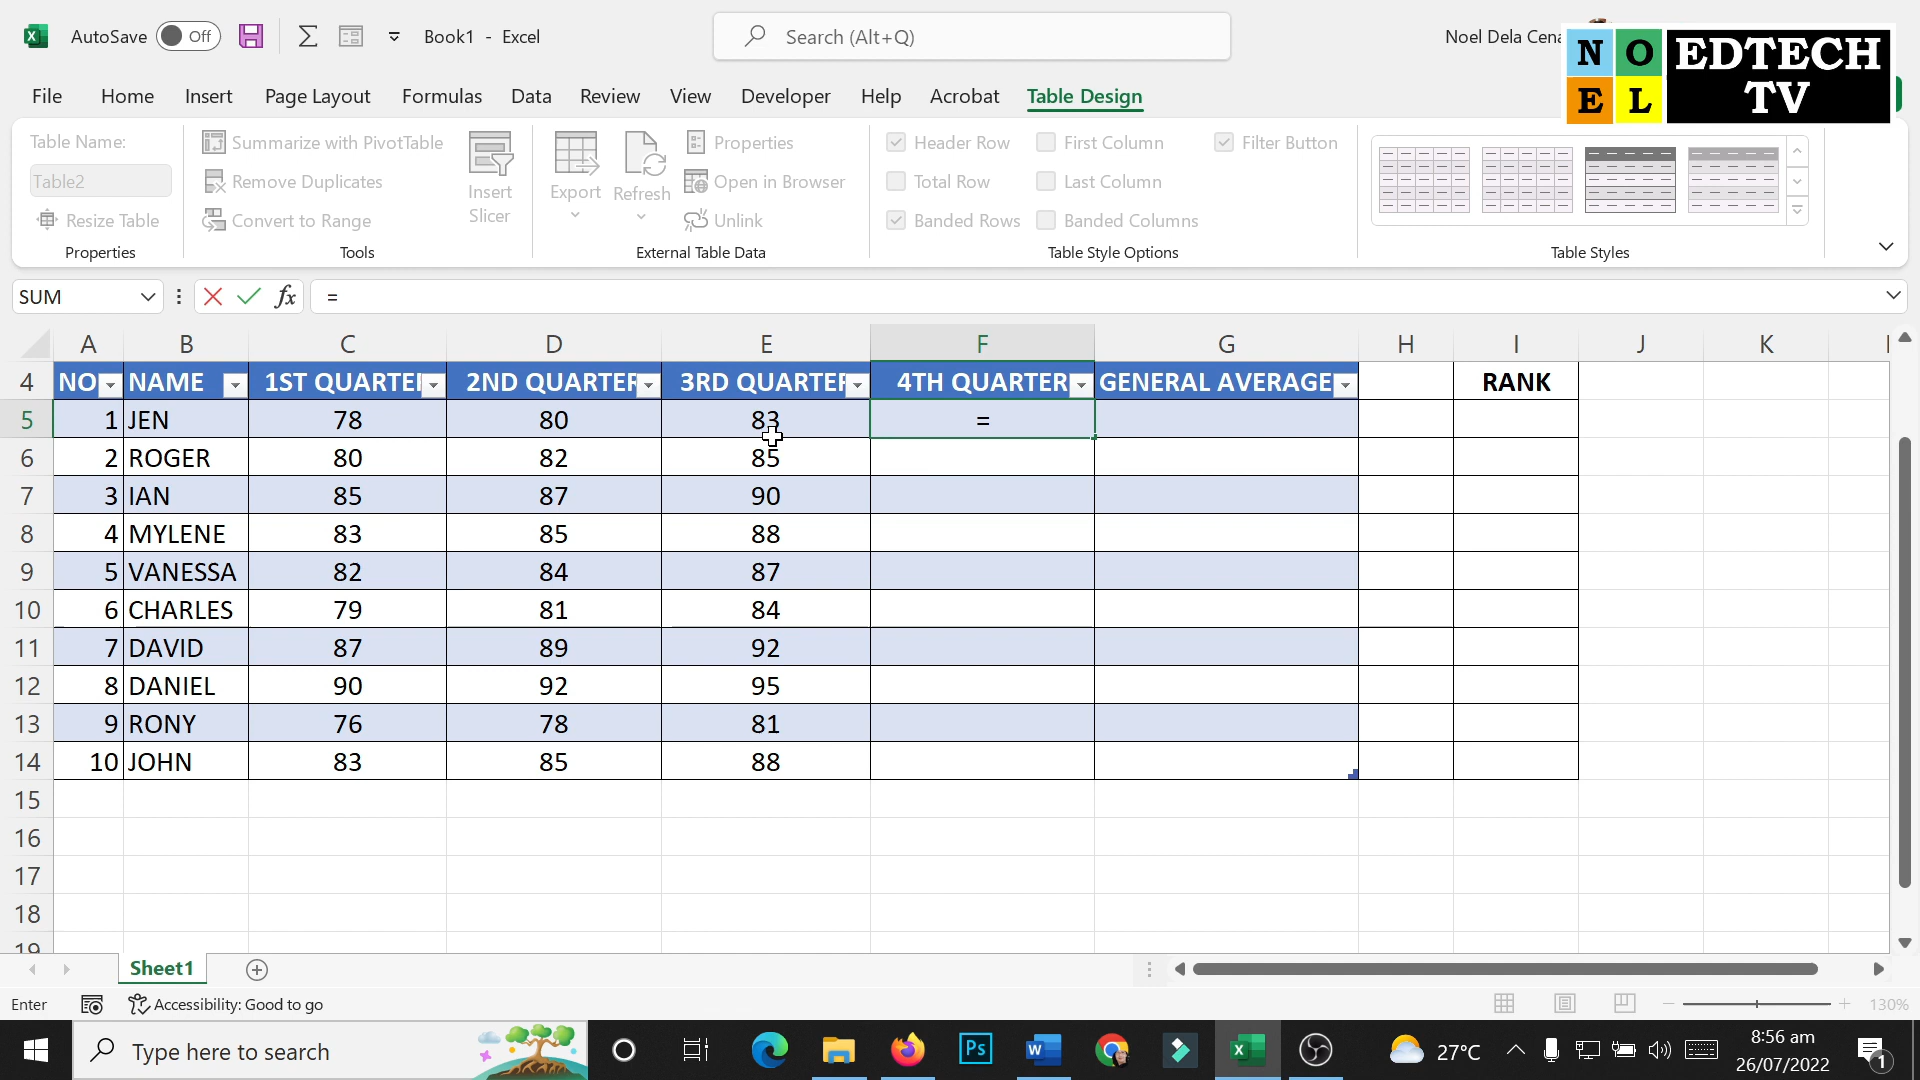 AutoSave Off Book1 - Excel Search (Alt+Q) Noel Dela Cena
N O E L EDTECH TV
File Home Insert Page Layout Formulas Data Review View Developer Help Acrobat Table Design
Table Name: Summarize with PivotTable Properties Header Row First Column Filter Button
Table2 Remove Duplicates Insert Slicer Export Refresh Open in Browser Total Row Last Column
Resize Table Convert to Range Unlink Banded Rows Banded Columns
Properties Tools External Table Data Table Style Options Table Styles
SUM fx =
A B C D E F G H I J K
4 NO NAME 1ST QUARTER 2ND QUARTER 3RD QUARTER 4TH QUARTER GENERAL AVERAGE RANK
5 1 JEN 78 80 83 =
6 2 ROGER 80 82 85
7 3 IAN 85 87 90
8 4 MYLENE 83 85 88
9 5 VANESSA 82 84 87
10 6 CHARLES 79 81 84
11 7 DAVID 87 89 92
12 8 DANIEL 90 92 95
13 9 RONY 76 78 81
14 10 JOHN 83 85 88
15
16
17
18
19
Sheet1
Enter Accessibility: Good to go 130%
Type here to search Ps W X 27°C 8:56 am
26/07/2022 1